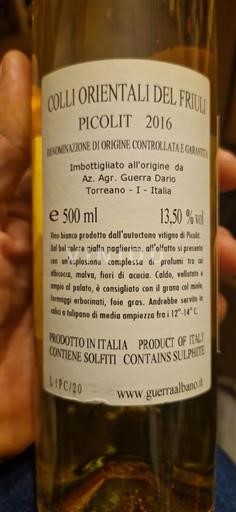 COLLI ORIENTALI DEL FRIULI
PICOLIT 2016
DENOMINAZIONE DI ORIGINE CONTROLLATA E GARANTITA
Imbottigliato all'origine da
Az. Agr. Guerra Dario
Torreano - I - Italia
e 500 ml 13,50 % vol
Vino bianco prodotto dall'autoctono vitigno di Picolit.
Dal bel colore giallo paglierino, all'olfatto si presenta
con un'esplosiona complessa di profumi tra cui
albicocca, malva, fiori di acacia. Caldo, vellutato e
ampio al palato, è consigliato con il grana col miele,
formaggi erborinati, foie gras. Andrebbe servito in
calici a tulipano di media ampiezza fra i 12°-14° C.
PRODOTTO IN ITALIA PRODUCT OF ITALY
CONTIENE SOLFITI CONTAINS SULPHITE
L.1PC/20
www.guerraalbano.it